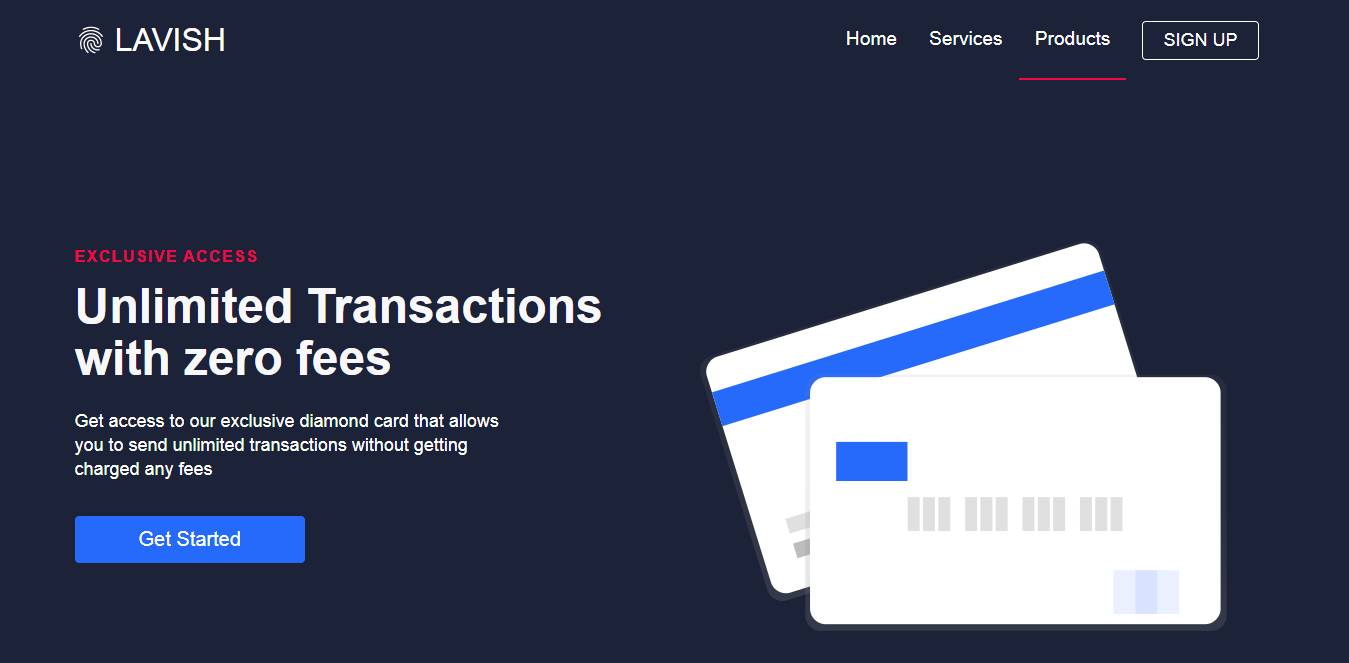 LAVISH
Home
Services
Products
SIGN UP
EXCLUSIVE ACCESS
Unlimited Transactions
with zero fees
Get access to our exclusive diamond card that allows
you to send unlimited transactions without getting
charged any fees
Get Started